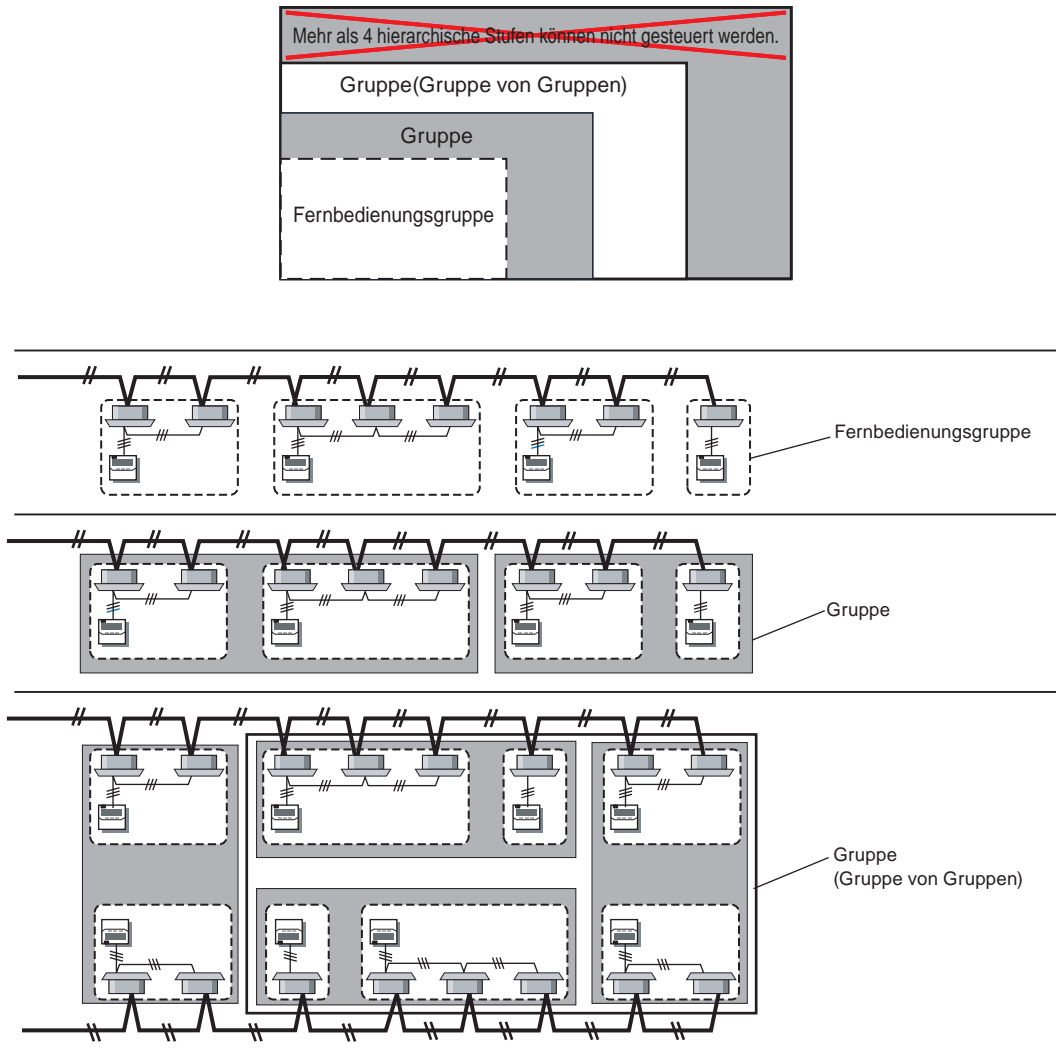 Mehr als 4 hierarchische Stufen können nicht gesteuert werden.
Gruppe(Gruppe von Gruppen)
Gruppe
Fernbedienungsgruppe
Fernbedienungsgruppe
Gruppe
Gruppe
(Gruppe von Gruppen)